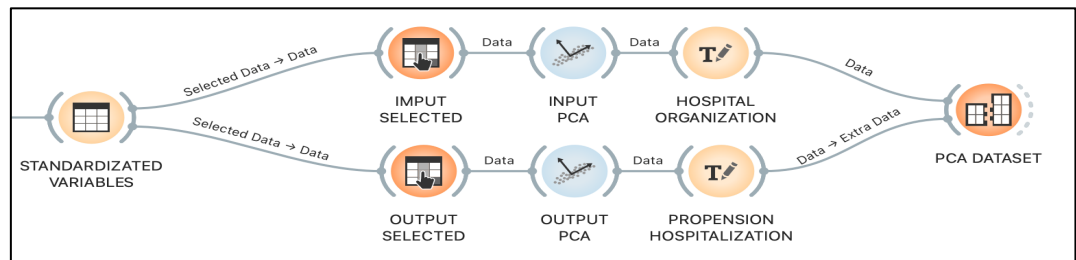 Selected Data → Data
Data
Data
Data
IMPUT
SELECTED
INPUT
PCA
HOSPITAL
ORGANIZATION
STANDARDIZATED
VARIABLES
PCA DATASET
Selected Data → Data
Data
Data
Data → Extra Data
OUTPUT
SELECTED
OUTPUT
PCA
PROPENSION
HOSPITALIZATION